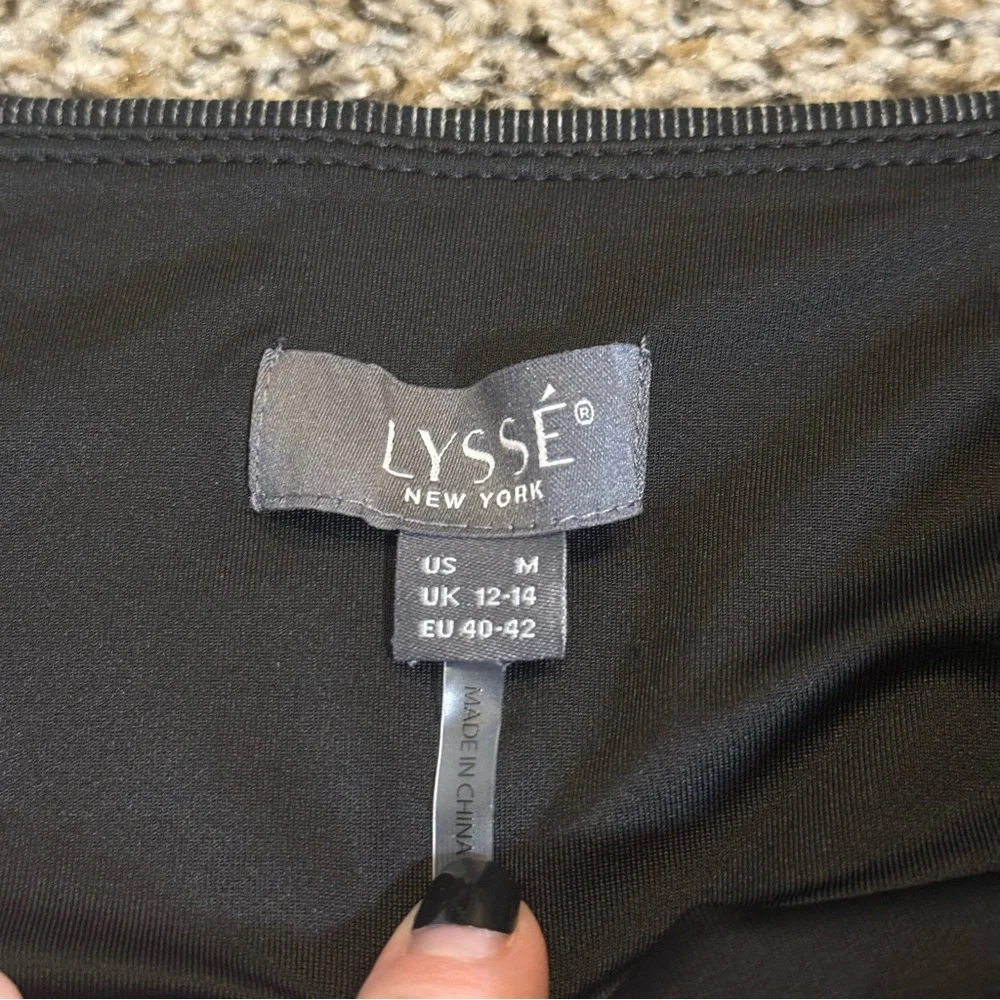 LYSSÉ®
NEW YORK
US M
UK 12-14
EU 40-42
MADE IN CHINA